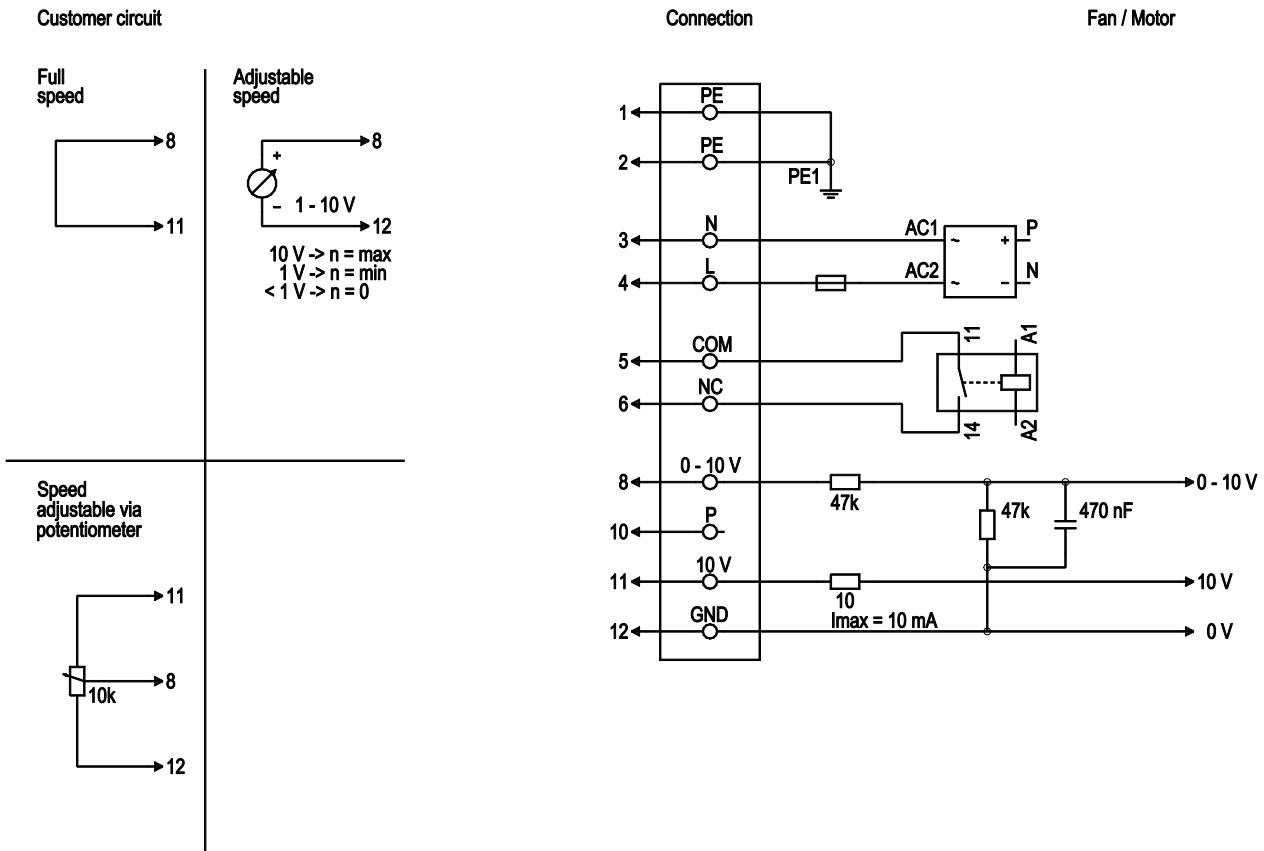 Customer circuit
Connection
Fan / Motor
Full
speed
8
11
Adjustable
speed
8
+
– 1 - 10 V
12
10 V -> n = max
1 V -> n = min
< 1 V -> n = 0
Speed
adjustable via
potentiometer
11
8
10k
12
1 PE
2 PE
PE1
3 N AC1 ~ + P
4 L AC2 ~ – N
5 COM 11 A1
6 NC 14 A2
8 0 - 10 V 47k 0 - 10 V
47k 470 nF
10 P
11 10 V 10 10 V
Imax = 10 mA
12 GND 0 V